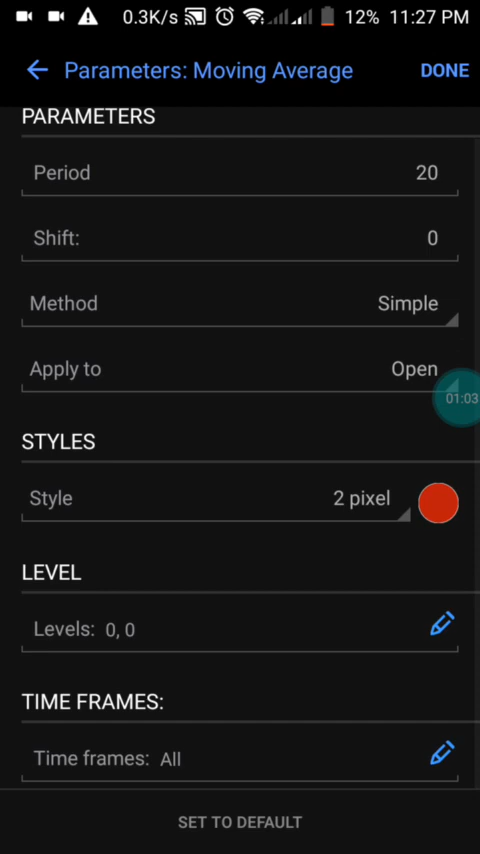 0.3K/s 12% 11:27 PM
Parameters: Moving Average DONE
PARAMETERS
Period 20
Shift: 0
Method Simple
Apply to Open
01:03
STYLES
Style 2 pixel
LEVEL
Levels: 0, 0
TIME FRAMES:
Time frames: All
SET TO DEFAULT